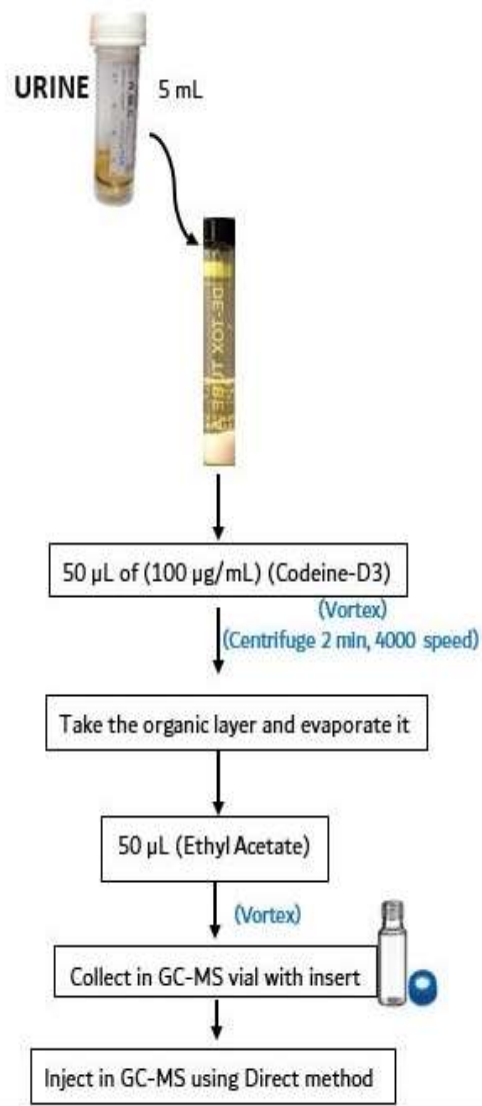 URINE 5 mL
DE-TOX TUBE A
50 µL of (100 µg/mL) (Codeine-D3)
(Vortex)
(Centrifuge 2 min, 4000 speed)
Take the organic layer and evaporate it
50 µL (Ethyl Acetate)
(Vortex)
Collect in GC-MS vial with insert
Inject in GC-MS using Direct method